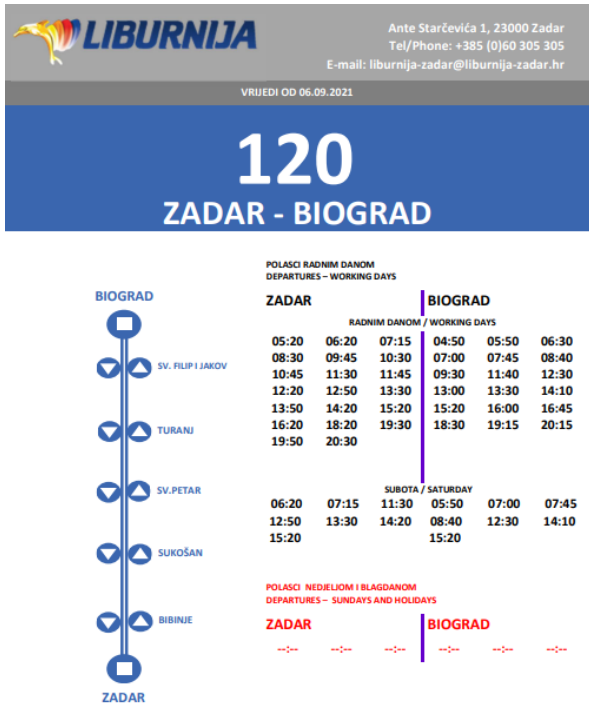 LIBURNIJA
Ante Starčevića 1, 23000 Zadar
Tel/Phone: +385 (0)60 305 305
E-mail: liburnija-zadar@liburnija-zadar.hr
VRIJEDI OD 06.09.2021
120
ZADAR - BIOGRAD
POLASCI RADNIM DANOM
DEPARTURES – WORKING DAYS
BIOGRAD
SV. FILIP I JAKOV
TURANJ
SV.PETAR
SUKOŠAN
BIBINJE
ZADAR
ZADAR BIOGRAD
RADNIM DANOM / WORKING DAYS
05:20 06:20 07:15 04:50 05:50 06:30
08:30 09:45 10:30 07:00 07:45 08:40
10:45 11:30 11:45 09:30 11:40 12:30
12:20 12:50 13:30 13:00 13:30 14:10
13:50 14:20 15:20 15:20 16:00 16:45
16:20 18:20 19:30 18:30 19:15 20:15
19:50 20:30
SUBOTA / SATURDAY
06:20 07:15 11:30 05:50 07:00 07:45
12:50 13:30 14:20 08:40 12:30 14:10
15:20 15:20
POLASCI NEDJELJOM I BLAGDANOM
DEPARTURES – SUNDAYS AND HOLIDAYS
ZADAR BIOGRAD
--:-- --:-- --:-- --:-- --:-- --:--